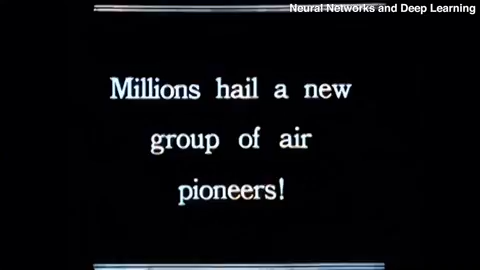 Neural Networks and Deep Learning
Millions hail a new
group of air
pioneers!